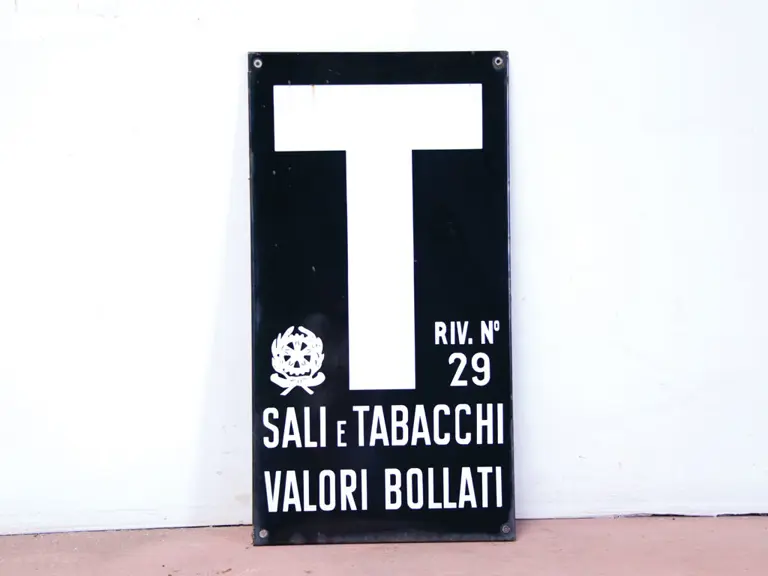 T
RIV. Nº
29
SALI E TABACCHI
VALORI BOLLATI